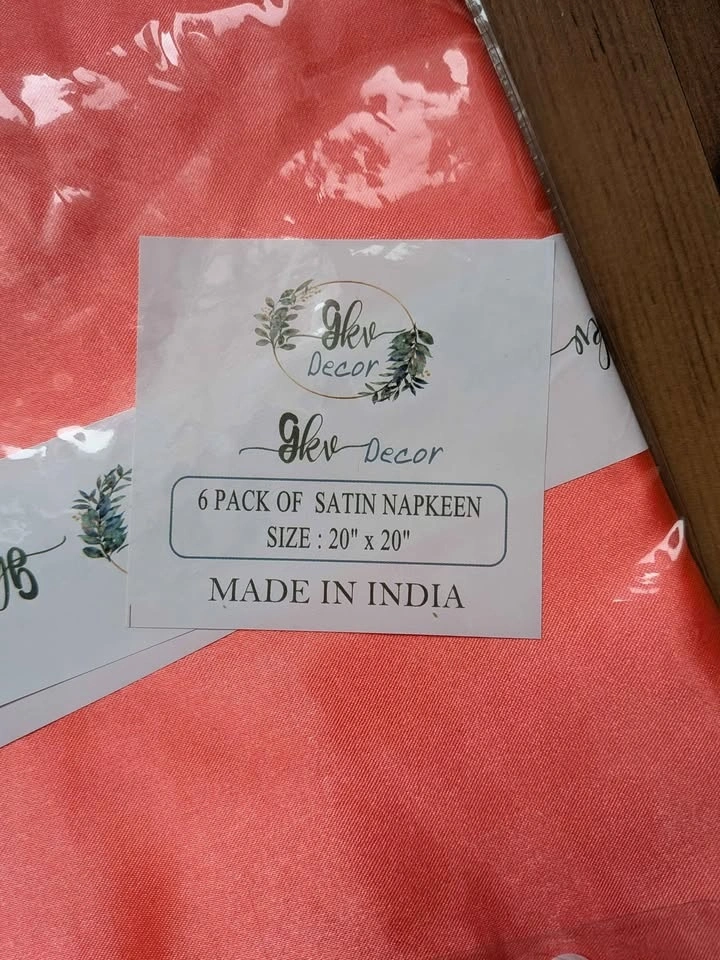 gkv
Decor
gkv Decor
6 PACK OF SATIN NAPKEEN
SIZE : 20" x 20"
MADE IN INDIA